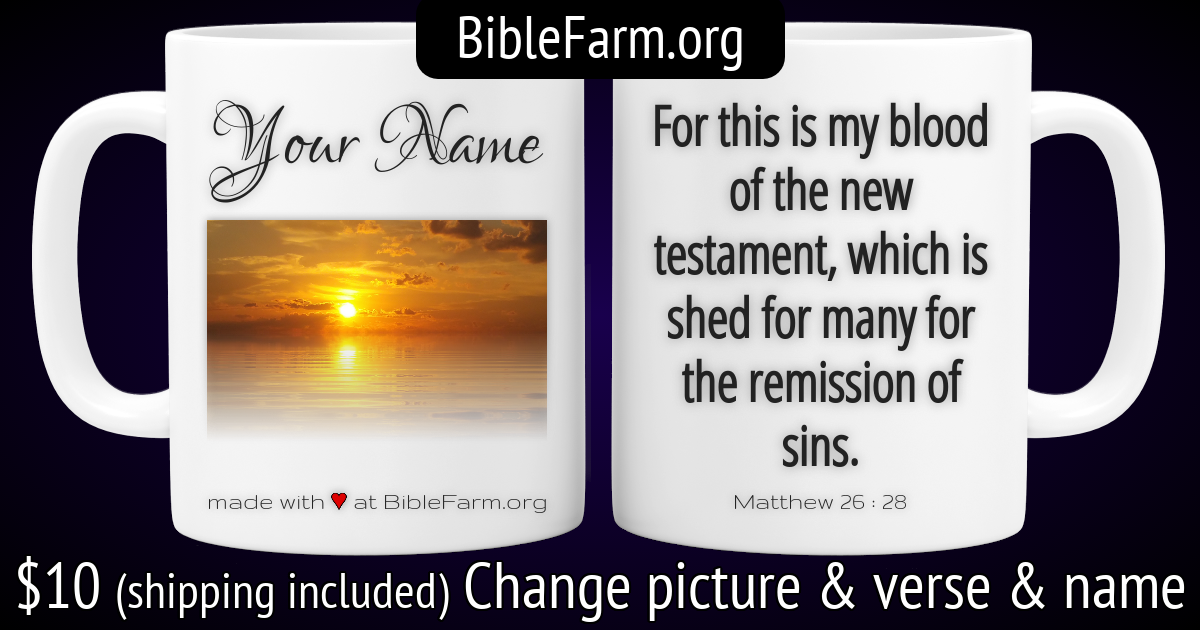 BibleFarm.org
Your Name
made with ♥ at BibleFarm.org
For this is my blood
of the new
testament, which is
shed for many for
the remission of
sins.
Matthew 26 : 28
$10 (shipping included) Change picture & verse & name